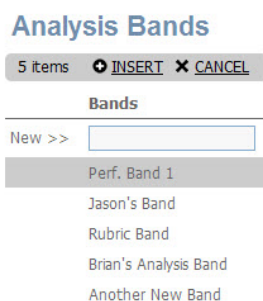 Analysis Bands
5 items INSERT CANCEL
Bands
New >>
Perf. Band 1
Jason's Band
Rubric Band
Brian's Analysis Band
Another New Band